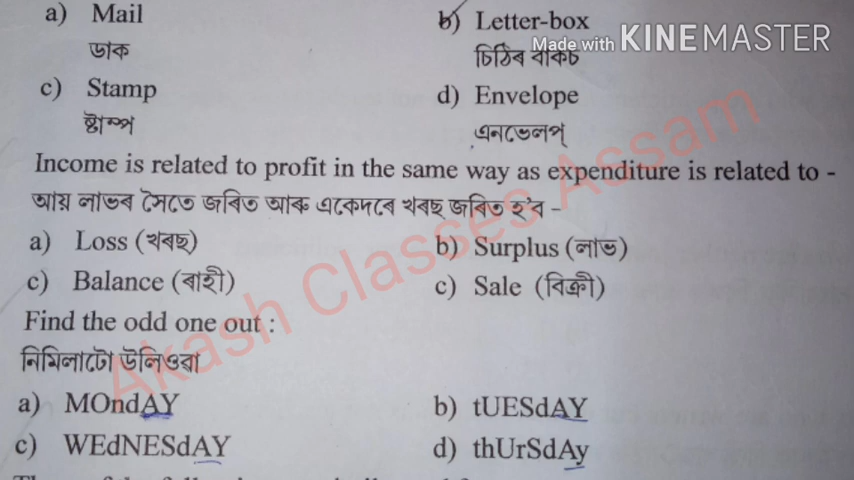 a) Mail b) Letter-box
Made with KINEMASTER
ডাক চিঠিৰ বাকচ
c) Stamp d) Envelope
ষ্টাম্প এনভেলপ্
Income is related to profit in the same way as expenditure is related to -
আয় লাভৰ সৈতে জৰিত আৰু একেদৰে খৰছ জৰিত হ'ব -
a) Loss (খৰছ) b) Surplus (লাভ)
c) Balance (বাহী) c) Sale (বিক্ৰী)
Find the odd one out :
নিমিলাটো উলিওৱা
a) MOndAY b) tUESdAY
c) WEdNESdAY d) thUrSdAy
Akash Classes Assam